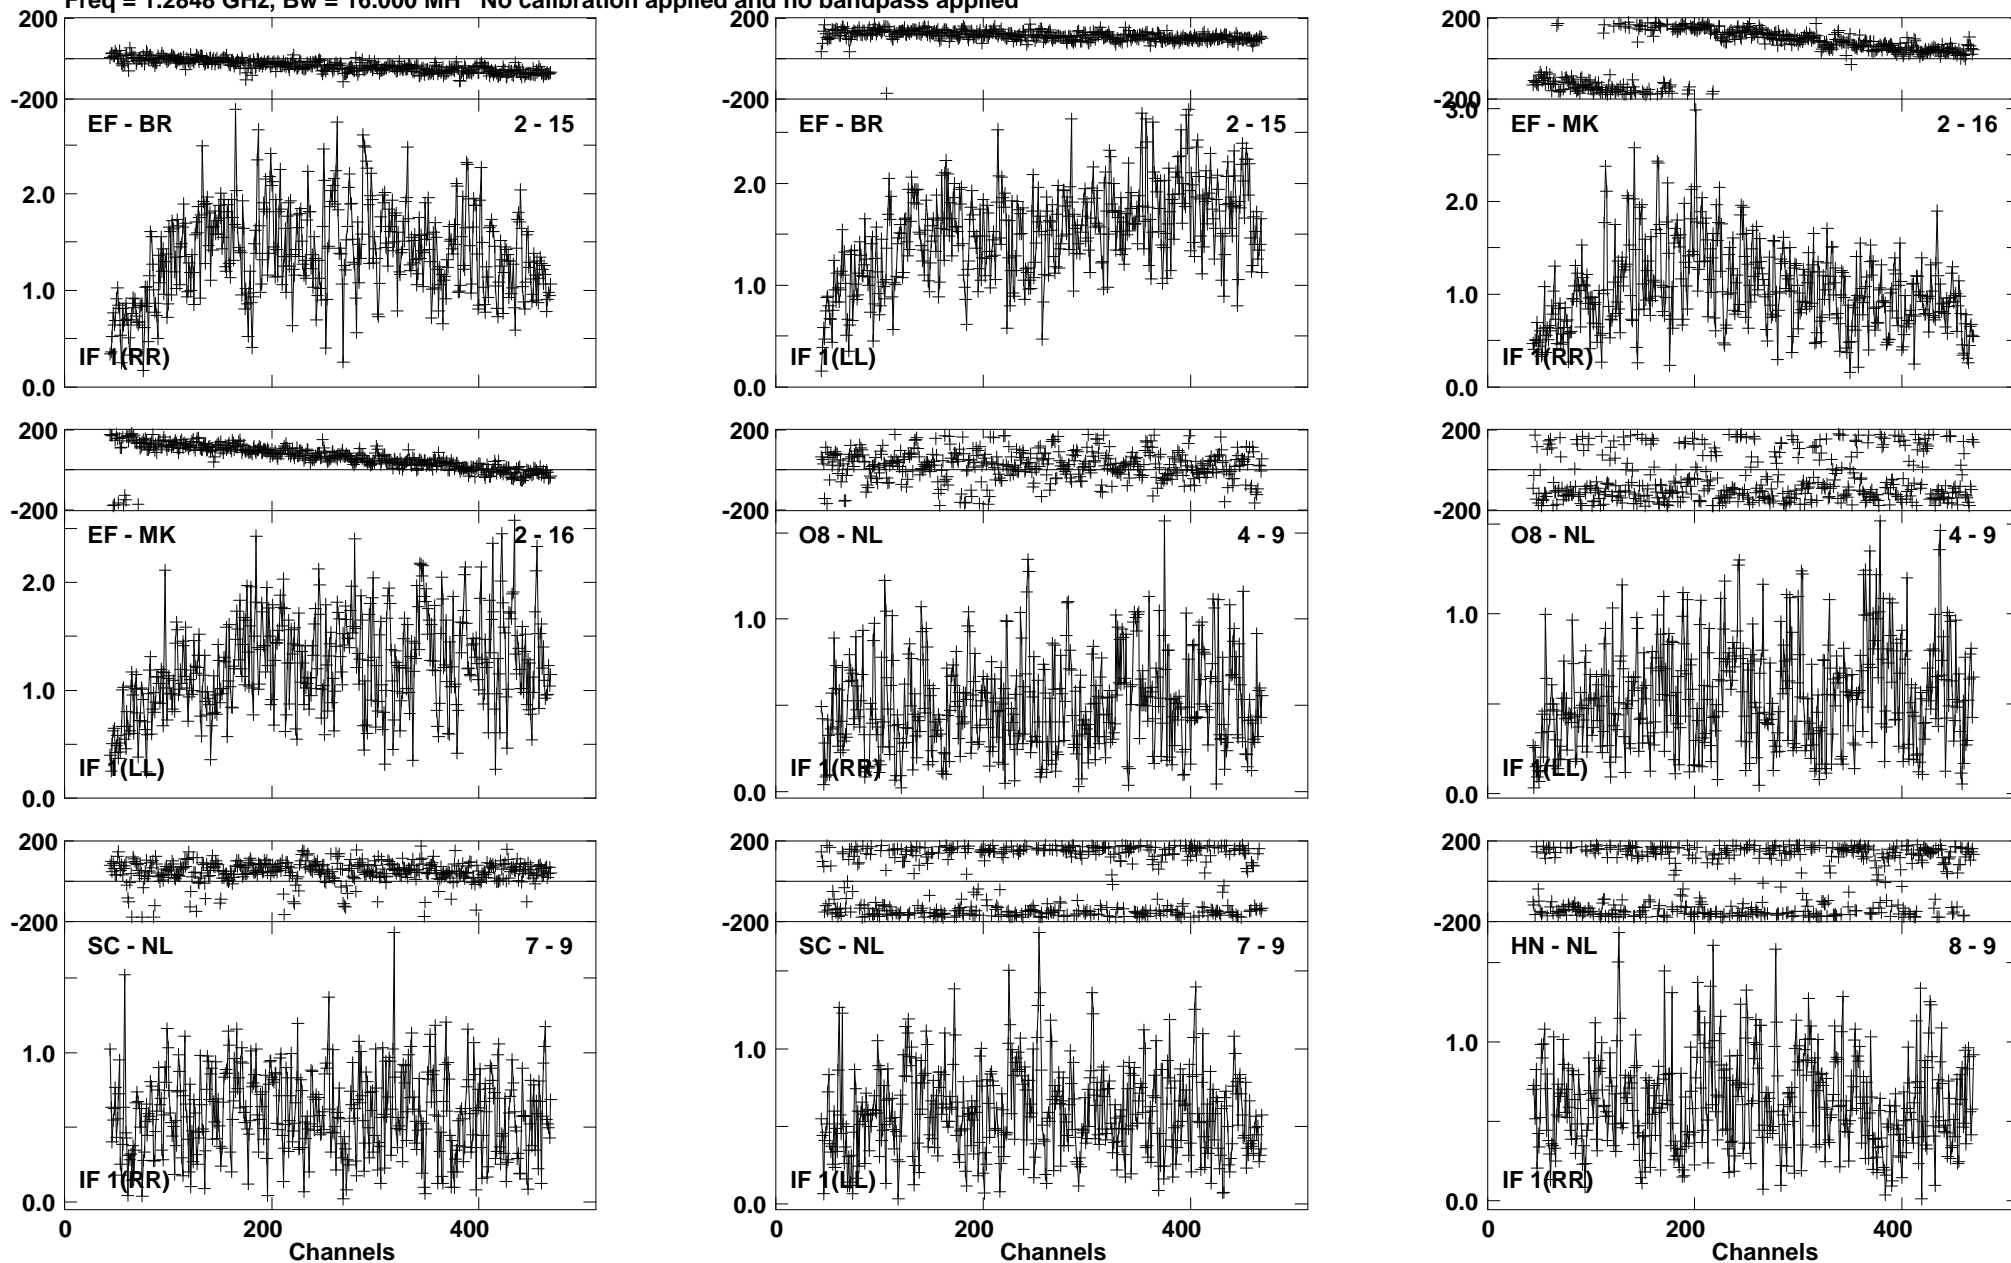 Freq = 1.2848 GHz, Bw = 16.000 MH No calibration applied and no bandpass applied
200
-200
EF - BR 2 - 15
2.0
1.0
IF 1(RR)
0.0
200
-200
EF - BR 2 - 15
2.0
1.0
IF 1(LL)
0.0
200
-200
3.0
EF - MK 2 - 16
2.0
1.0
IF 1(RR)
0.0
200
-200
EF - MK 2 - 16
2.0
1.0
IF 1(LL)
0.0
200
-200
O8 - NL 4 - 9
1.0
IF 1(RR)
0.0
200
-200
O8 - NL 4 - 9
1.0
IF 1(LL)
0.0
200
-200
SC - NL 7 - 9
1.0
IF 1(RR)
0.0
0 200 400
Channels
200
-200
SC - NL 7 - 9
1.0
IF 1(LL)
0.0
0 200 400
Channels
200
-200
HN - NL 8 - 9
1.0
IF 1(RR)
0.0
0 200 400
Channels